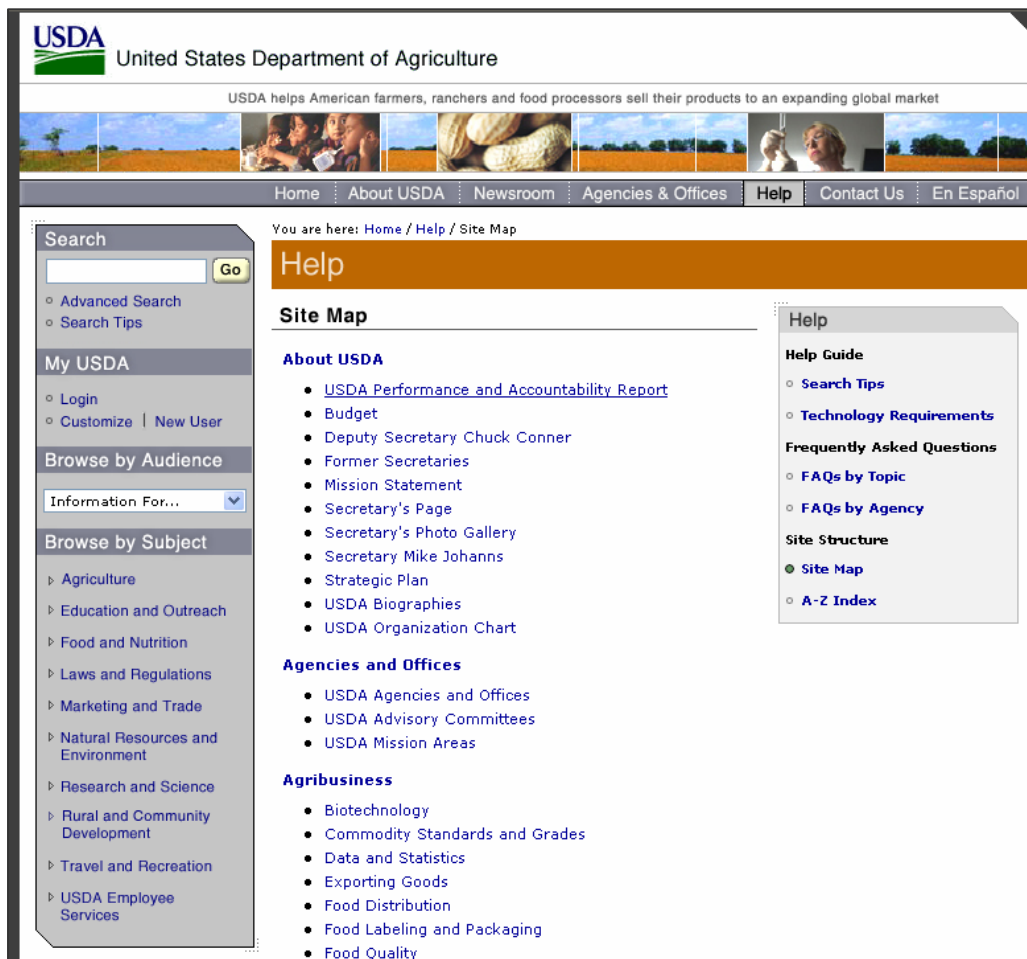 USDA
United States Department of Agriculture
USDA helps American farmers, ranchers and food processors sell their products to an expanding global market
Home
About USDA
Newsroom
Agencies & Offices
Help
Contact Us
En Español
Search
Go
Advanced Search
Search Tips
My USDA
Login
Customize | New User
Browse by Audience
Information For...
Browse by Subject
Agriculture
Education and Outreach
Food and Nutrition
Laws and Regulations
Marketing and Trade
Natural Resources and
Environment
Research and Science
Rural and Community
Development
Travel and Recreation
USDA Employee
Services
You are here: Home / Help / Site Map
Help
Site Map
About USDA
USDA Performance and Accountability Report
Budget
Deputy Secretary Chuck Conner
Former Secretaries
Mission Statement
Secretary's Page
Secretary's Photo Gallery
Secretary Mike Johanns
Strategic Plan
USDA Biographies
USDA Organization Chart
Agencies and Offices
USDA Agencies and Offices
USDA Advisory Committees
USDA Mission Areas
Agribusiness
Biotechnology
Commodity Standards and Grades
Data and Statistics
Exporting Goods
Food Distribution
Food Labeling and Packaging
Food Quality
Help
Help Guide
Search Tips
Technology Requirements
Frequently Asked Questions
FAQs by Topic
FAQs by Agency
Site Structure
Site Map
A-Z Index